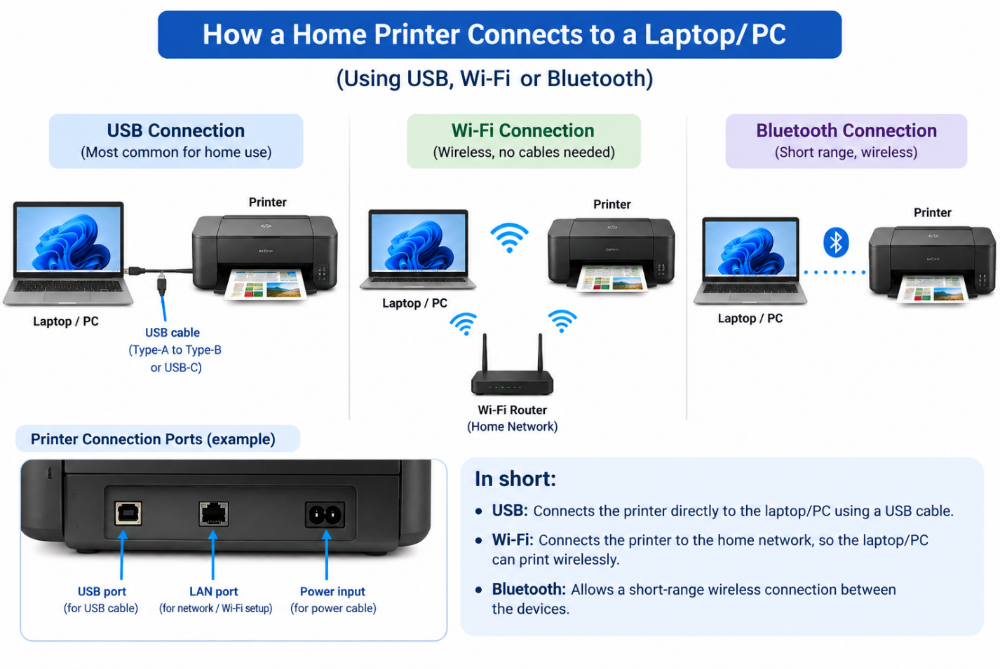 How a Home Printer Connects to a Laptop/PC
(Using USB, Wi-Fi or Bluetooth)
USB Connection
(Most common for home use)
Printer
Laptop / PC
USB cable
(Type-A to Type-B
or USB-C)
Wi-Fi Connection
(Wireless, no cables needed)
Printer
Laptop / PC
Wi-Fi Router
(Home Network)
Bluetooth Connection
(Short range, wireless)
Printer
Laptop / PC
Printer Connection Ports (example)
USB port
(for USB cable)
LAN port
(for network / Wi-Fi setup)
Power input
(for power cable)
In short:
• USB: Connects the printer directly to the laptop/PC using a USB cable.
• Wi-Fi: Connects the printer to the home network, so the laptop/PC
can print wirelessly.
• Bluetooth: Allows a short-range wireless connection between
the devices.